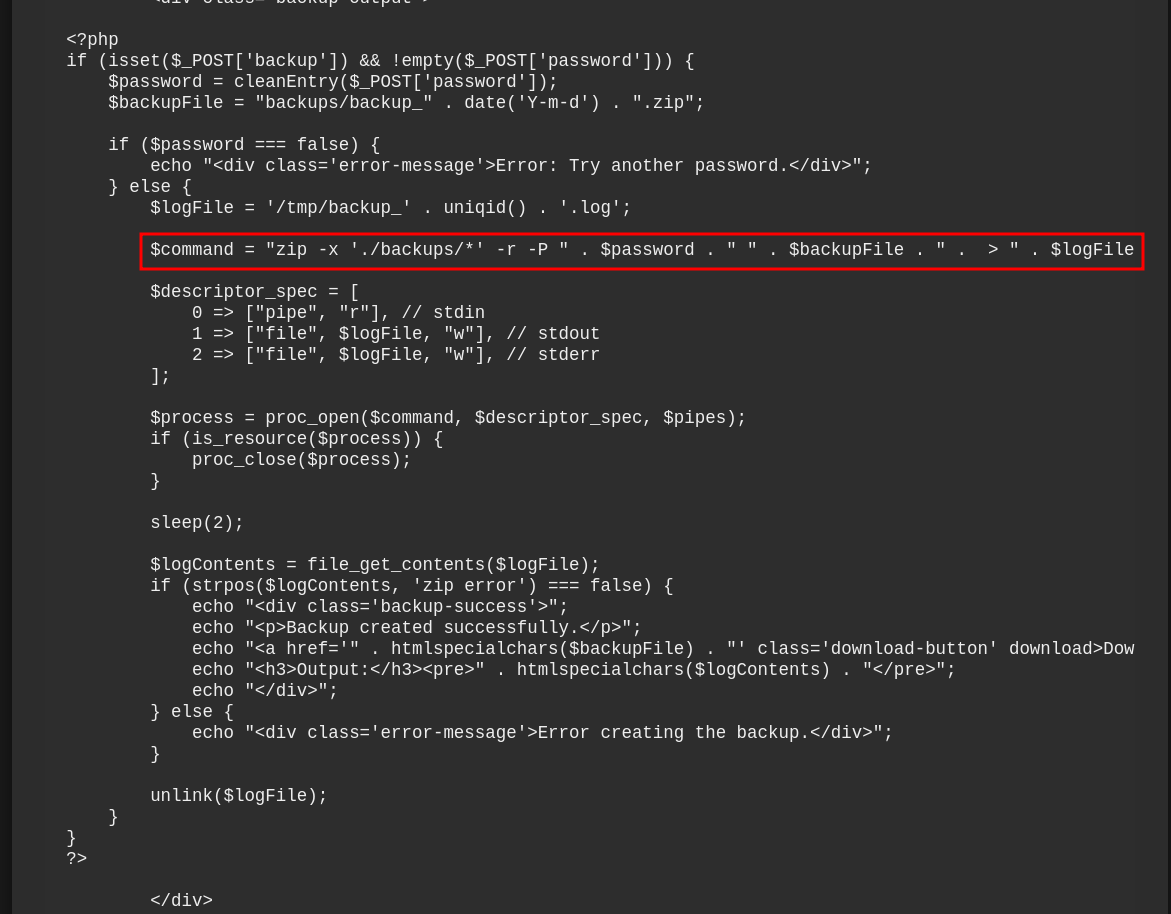 <div class="backup-output">
<?php
if (isset($_POST['backup']) && !empty($_POST['password'])) {
    $password = cleanEntry($_POST['password']);
    $backupFile = "backups/backup_" . date('Y-m-d') . ".zip";
    if ($password === false) {
        echo "<div class='error-message'>Error: Try another password.</div>";
    } else {
        $logFile = '/tmp/backup_' . uniqid() . '.log';
        $command = "zip -x './backups/*' -r -P " . $password . " " . $backupFile . " .  > " . $logFile
        $descriptor_spec = [
            0 => ["pipe", "r"], // stdin
            1 => ["file", $logFile, "w"], // stdout
            2 => ["file", $logFile, "w"], // stderr
        ];
        $process = proc_open($command, $descriptor_spec, $pipes);
        if (is_resource($process)) {
            proc_close($process);
        }
        sleep(2);
        $logContents = file_get_contents($logFile);
        if (strpos($logContents, 'zip error') === false) {
            echo "<div class='backup-success'>";
            echo "<p>Backup created successfully.</p>";
            echo "<a href='" . htmlspecialchars($backupFile) . "' class='download-button' download>Dow
            echo "<h3>Output:</h3><pre>" . htmlspecialchars($logContents) . "</pre>";
            echo "</div>";
        } else {
            echo "<div class='error-message'>Error creating the backup.</div>";
        }
        unlink($logFile);
    }
}
?>
        </div>